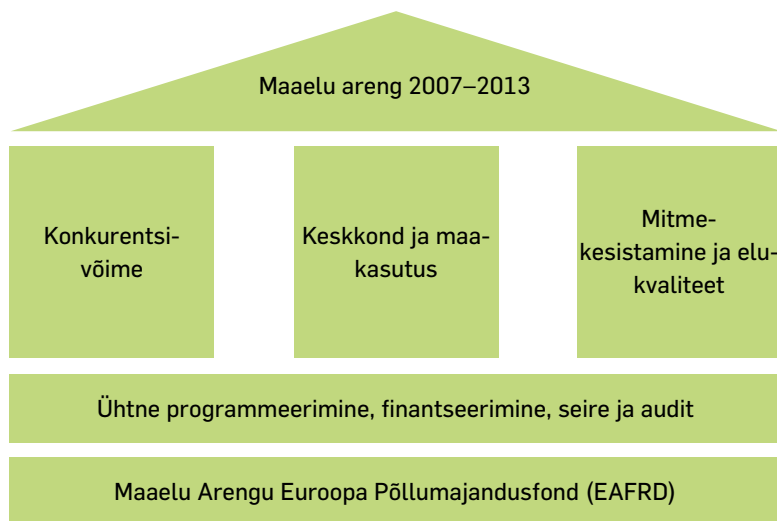 Maaelu areng 2007–2013
Konkurentsi-
võime
Keskkond ja maa-
kasutus
Mitme-
kesistamine ja elu-
kvaliteet
Ühtne programmeerimine, finantseerimine, seire ja audit
Maaelu Arengu Euroopa Põllumajandusfond (EAFRD)